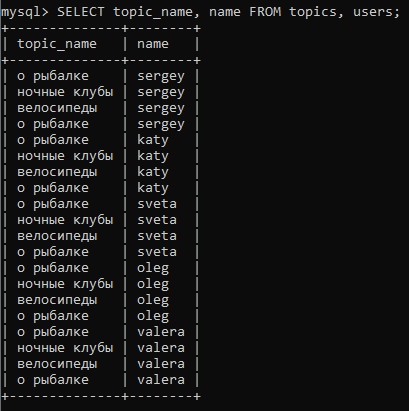 mysql> SELECT topic_name, name FROM topics, users;
+--------------+--------+
| topic_name   | name   |
+--------------+--------+
| о рыбалке    | sergey |
| ночные клубы | sergey |
| велосипеды   | sergey |
| о рыбалке    | sergey |
| о рыбалке    | katy   |
| ночные клубы | katy   |
| велосипеды   | katy   |
| о рыбалке    | katy   |
| о рыбалке    | sveta  |
| ночные клубы | sveta  |
| велосипеды   | sveta  |
| о рыбалке    | sveta  |
| о рыбалке    | oleg   |
| ночные клубы | oleg   |
| велосипеды   | oleg   |
| о рыбалке    | oleg   |
| о рыбалке    | valera |
| ночные клубы | valera |
| велосипеды   | valera |
| о рыбалке    | valera |
+--------------+--------+